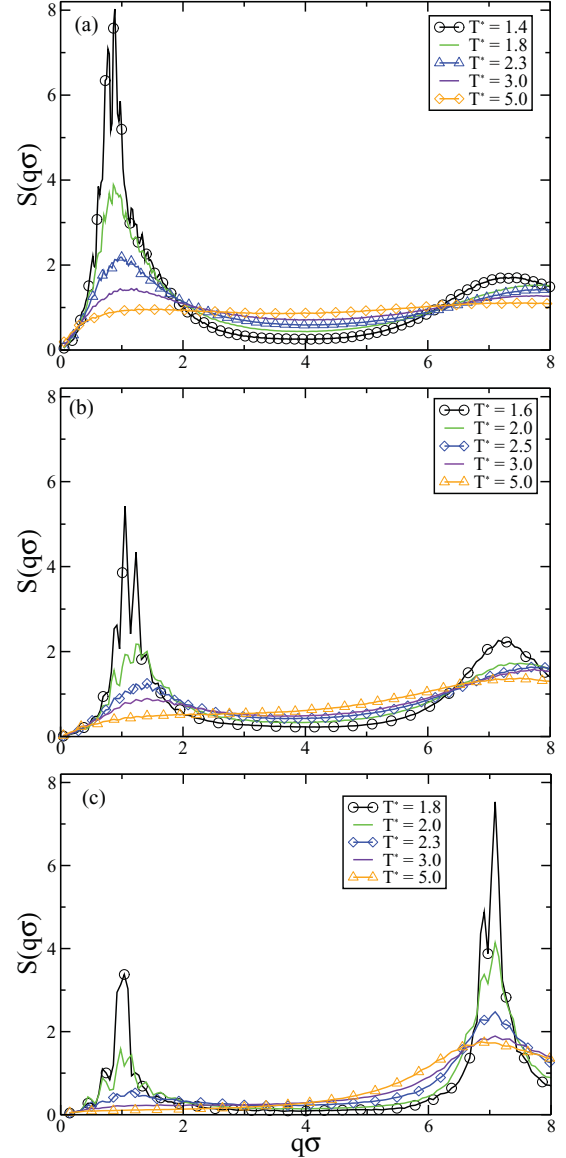 (a)
T* = 1.4
T* = 1.8
T* = 2.3
T* = 3.0
T* = 5.0
8
6
4
2
0
S(qσ)
0 2 4 6 8
(b)
T* = 1.6
T* = 2.0
T* = 2.5
T* = 3.0
T* = 5.0
8
6
4
2
0
S(qσ)
0 2 4 6 8
(c)
T* = 1.8
T* = 2.0
T* = 2.3
T* = 3.0
T* = 5.0
8
6
4
2
0
S(qσ)
0 2 4 6 8
qσ